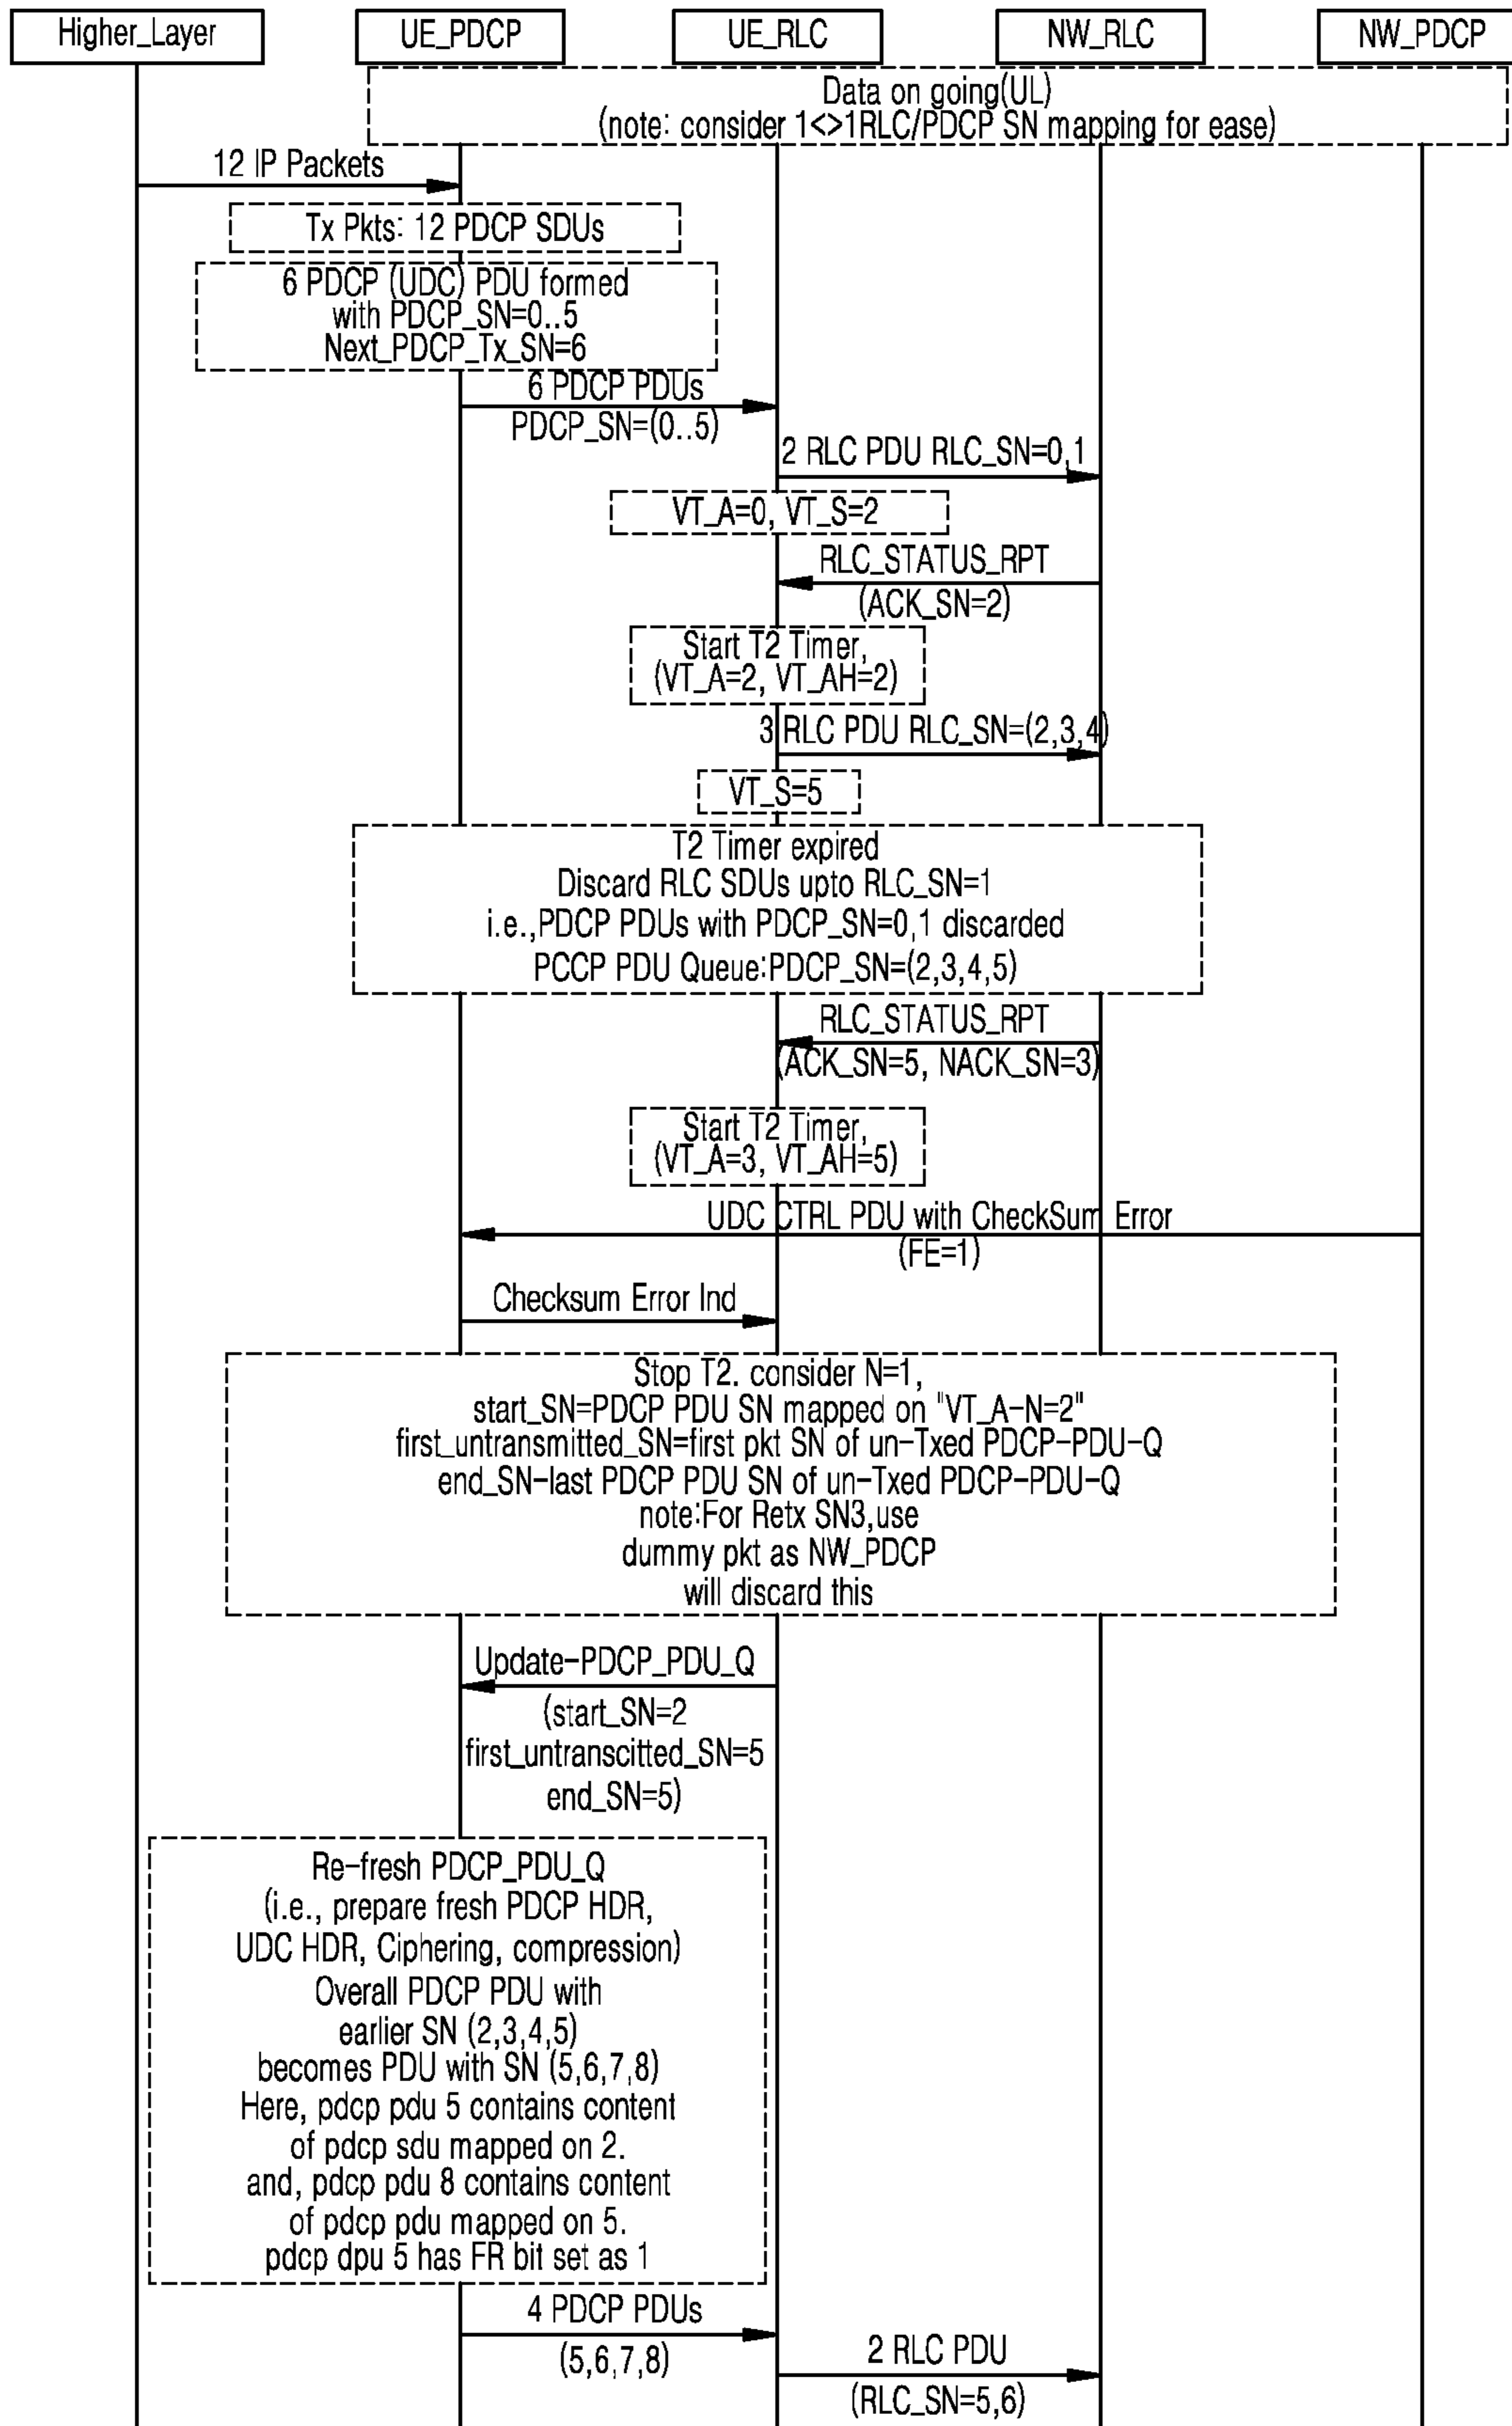 Higher_Layer
UE_PDCP
UE_RLC
NW_RLC
NW_PDCP
Data on going(UL)
(note: consider 1<>1RLC/PDCP SN mapping for ease)
12 IP Packets
Tx Pkts: 12 PDCP SDUs
6 PDCP (UDC) PDU formed
with PDCP_SN=0..5
Next_PDCP_Tx_SN=6
6 PDCP PDUs
PDCP_SN=(0..5)
2 RLC PDU RLC_SN=0,1
VT_A=0, VT_S=2
RLC_STATUS_RPT
(ACK_SN=2)
Start T2 Timer,
(VT_A=2, VT_AH=2)
3 RLC PDU RLC_SN=(2,3,4)
VT_S=5
T2 Timer expired
Discard RLC SDUs upto RLC_SN=1
i.e.,PDCP PDUs with PDCP_SN=0,1 discarded
PCCP PDU Queue:PDCP_SN=(2,3,4,5)
RLC_STATUS_RPT
(ACK_SN=5, NACK_SN=3)
Start T2 Timer,
(VT_A=3, VT_AH=5)
UDC CTRL PDU with CheckSum Error
(FE=1)
Checksum Error Ind
Stop T2. consider N=1,
start_SN=PDCP PDU SN mapped on "VT_A-N=2"
first_untransmitted_SN=first pkt SN of un-Txed PDCP-PDU-Q
end_SN-last PDCP PDU SN of un-Txed PDCP-PDU-Q
note:For Retx SN3,use
dummy pkt as NW_PDCP
will discard this
Update-PDCP_PDU_Q
(start_SN=2
first_untranscitted_SN=5
end_SN=5)
Re-fresh PDCP_PDU_Q
(i.e., prepare fresh PDCP HDR,
UDC HDR, Ciphering, compression)
Overall PDCP PDU with
earlier SN (2,3,4,5)
becomes PDU with SN (5,6,7,8)
Here, pdcp pdu 5 contains content
of pdcp sdu mapped on 2.
and, pdcp pdu 8 contains content
of pdcp pdu mapped on 5.
pdcp dpu 5 has FR bit set as 1
4 PDCP PDUs
(5,6,7,8)
2 RLC PDU
(RLC_SN=5,6)